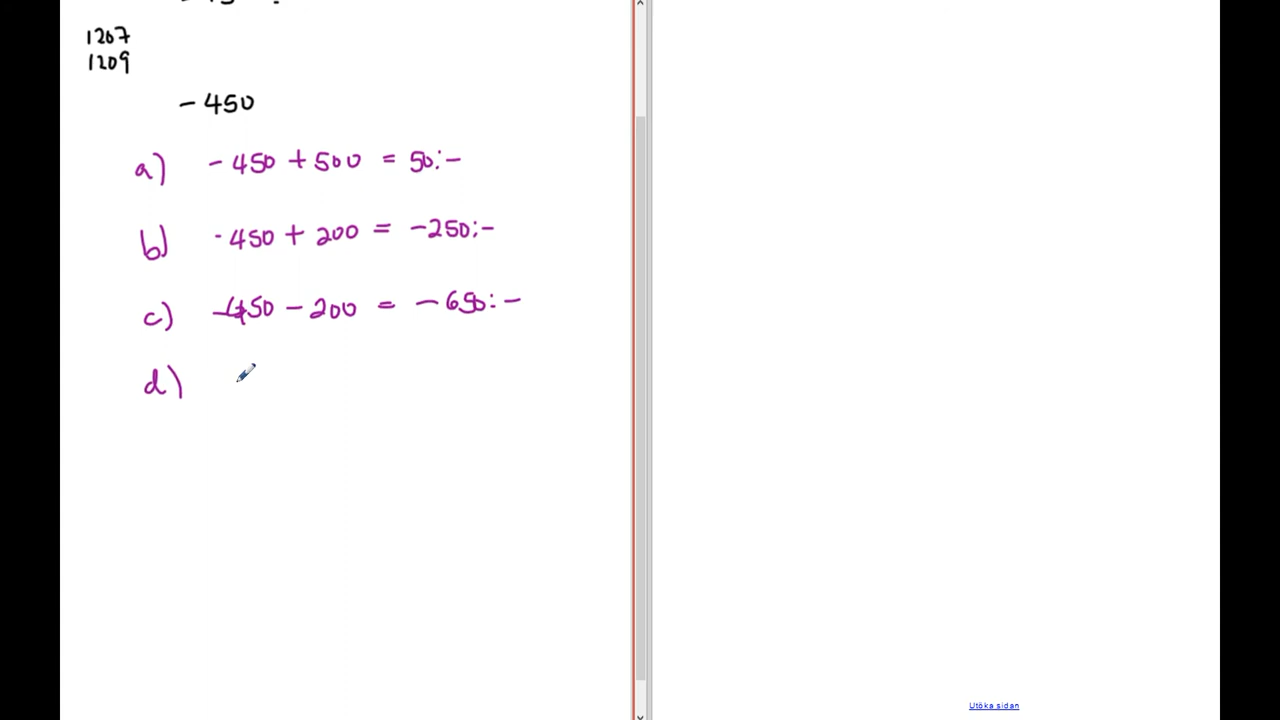 1207
1209
- 450
a) - 450 + 500 = 50:-
b) - 450 + 200 = -250:-
c) -450 - 200 = - 650:-
d)
Utöka sidan